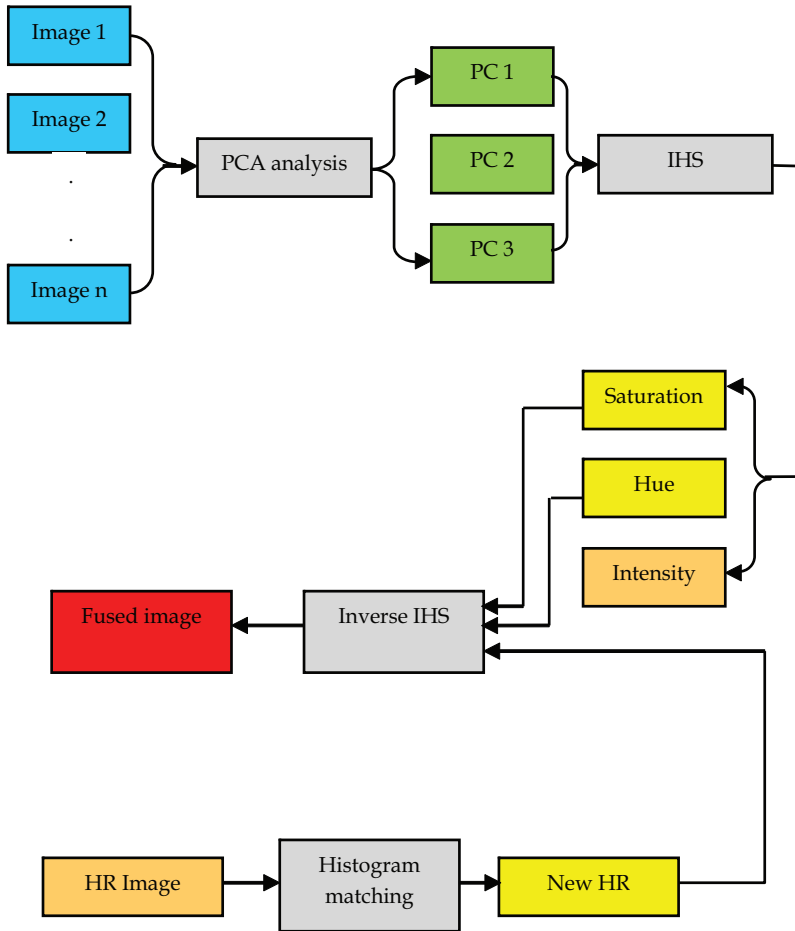 Image 1
Image 2
.
.
Image n
PCA analysis
PC 1
PC 2
PC 3
IHS
Saturation
Hue
Intensity
Fused image
Inverse IHS
HR Image
Histogram
matching
New HR